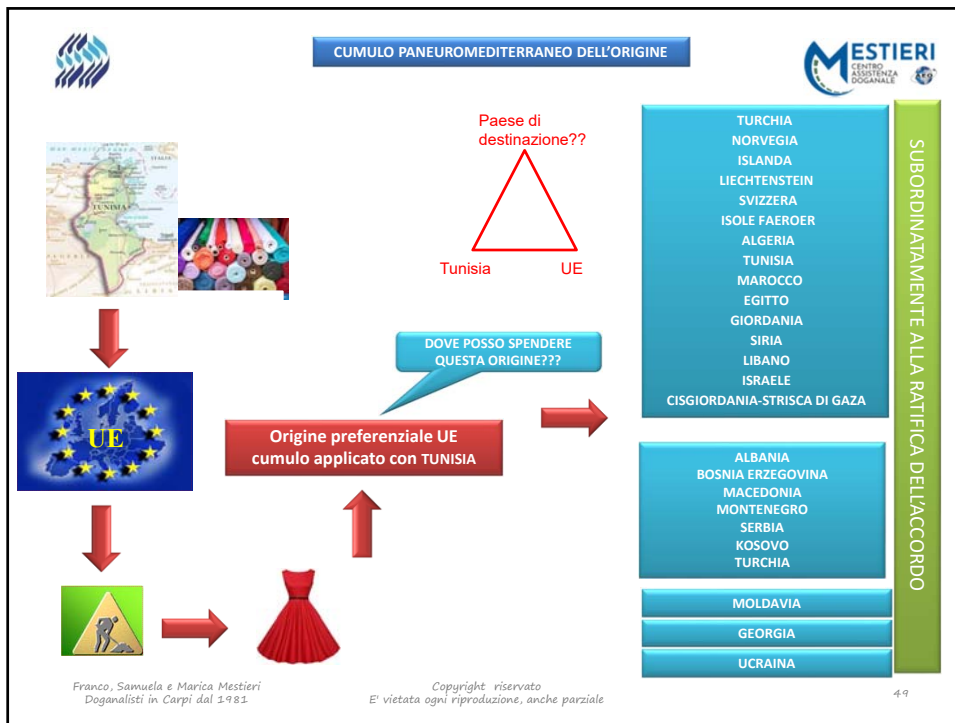 CUMULO PANEUROMEDITERRANEO DELL'ORIGINE
MESTIERI
CENTRO
ASSISTENZA
DOGANALE
Paese di
destinazione??
Tunisia
UE
TUNISIA
UE
DOVE POSSO SPENDERE
QUESTA ORIGINE???
Origine preferenziale UE
cumulo applicato con TUNISIA
TURCHIA
NORVEGIA
ISLANDA
LIECHTENSTEIN
SVIZZERA
ISOLE FAEROER
ALGERIA
TUNISIA
MAROCCO
EGITTO
GIORDANIA
SIRIA
LIBANO
ISRAELE
CISGIORDANIA-STRISCA DI GAZA
ALBANIA
BOSNIA ERZEGOVINA
MACEDONIA
MONTENEGRO
SERBIA
KOSOVO
TURCHIA
MOLDAVIA
GEORGIA
UCRAINA
SUBORDINATAMENTE ALLA RATIFICA DELL'ACCORDO
Franco, Samuela e Marica Mestieri
Doganalisti in Carpi dal 1981
Copyright riservato
E' vietata ogni riproduzione, anche parziale
49